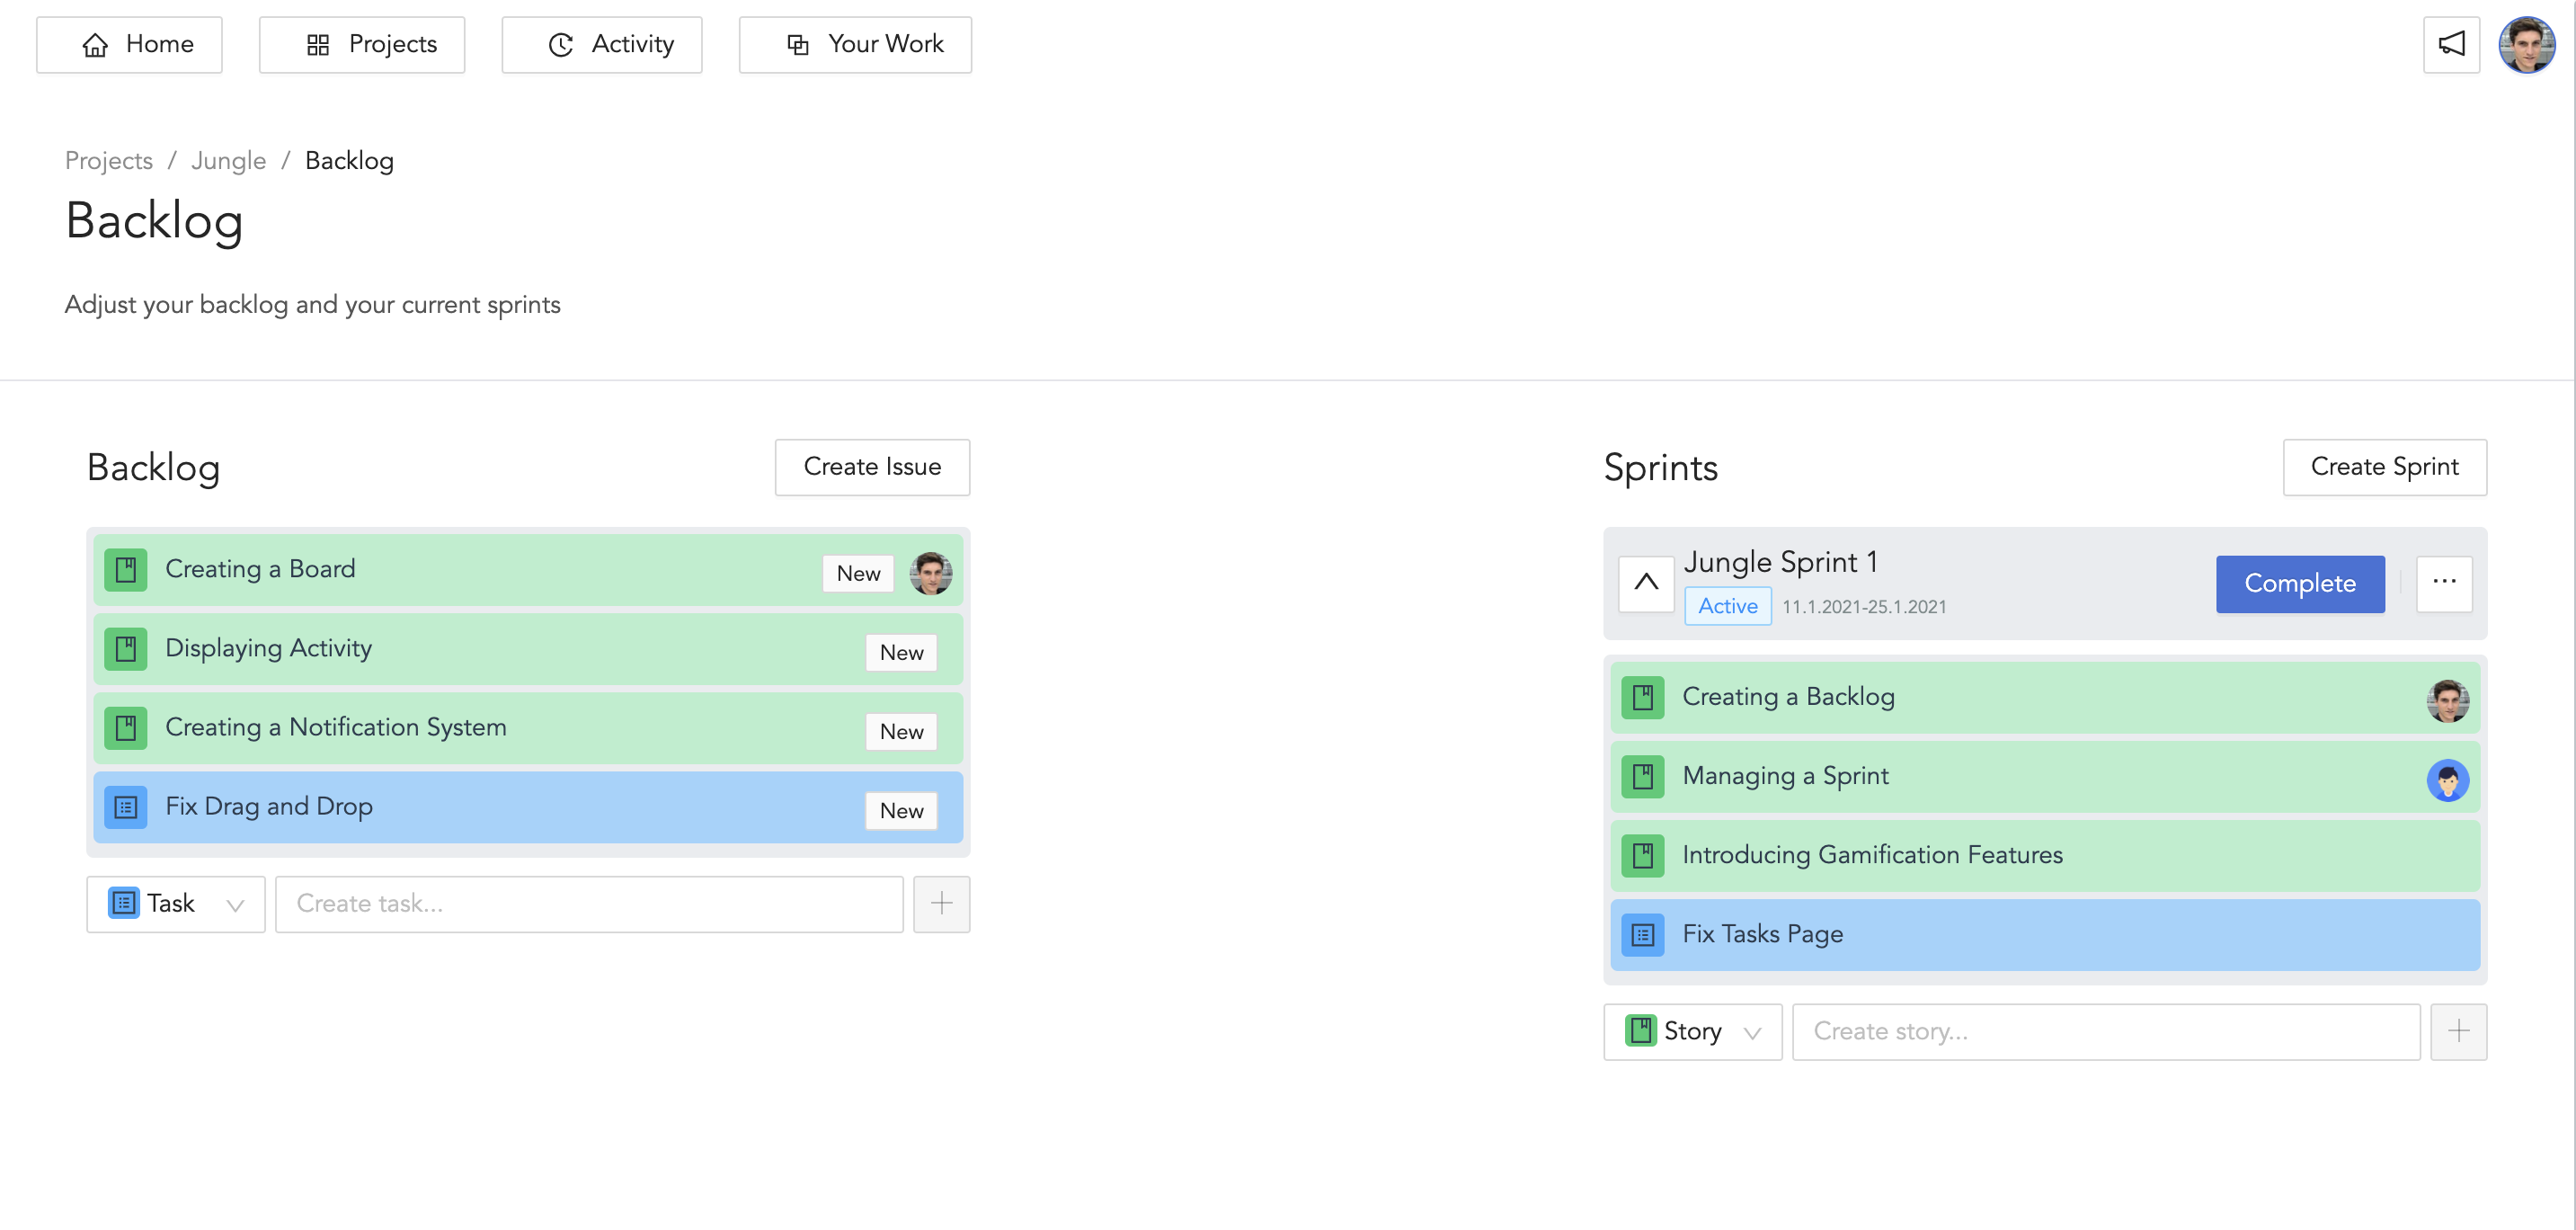 Home
Projects
Activity
Your Work
Projects / Jungle / Backlog
Backlog
Adjust your backlog and your current sprints
Backlog
Create Issue
Creating a Board
New
Displaying Activity
New
Creating a Notification System
New
Fix Drag and Drop
New
Task
Create task...
Sprints
Create Sprint
Jungle Sprint 1
Active
11.1.2021-25.1.2021
Complete
Creating a Backlog
Managing a Sprint
Introducing Gamification Features
Fix Tasks Page
Story
Create story...